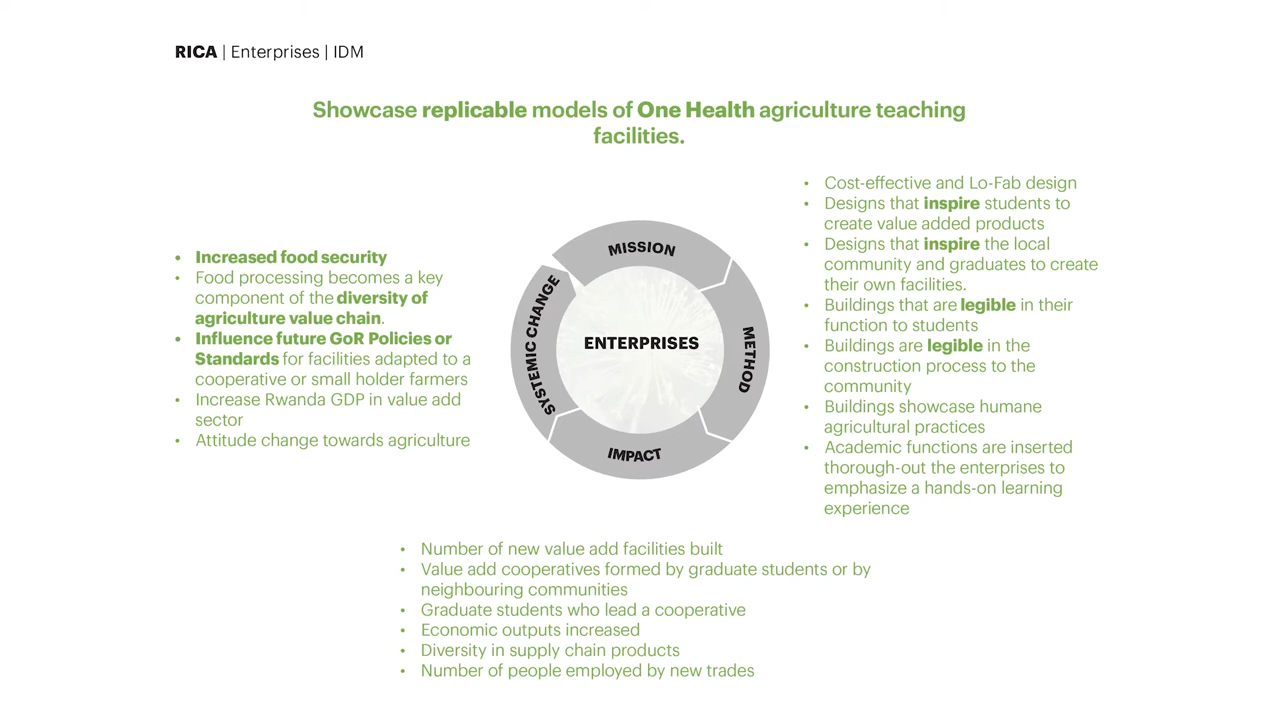 RICA | Enterprises | IDM
Showcase replicable models of One Health agriculture teaching
facilities.
• Cost-effective and Lo-Fab design
• Designs that inspire students to
create value added products
• Designs that inspire the local
community and graduates to create
their own facilities.
• Buildings that are legible in their
function to students
• Buildings are legible in the
construction process to the
community
• Buildings showcase humane
agricultural practices
• Academic functions are inserted
thorough-out the enterprises to
emphasize a hands-on learning
experience
• Increased food security
• Food processing becomes a key
component of the diversity of
agriculture value chain.
• Influence future GoR Policies or
Standards for facilities adapted to a
cooperative or small holder farmers
• Increase Rwanda GDP in value add
sector
• Attitude change towards agriculture
MISSION
METHOD
IMPACT
SYSTEMIC CHANGE
ENTERPRISES
• Number of new value add facilities built
• Value add cooperatives formed by graduate students or by
neighbouring communities
• Graduate students who lead a cooperative
• Economic outputs increased
• Diversity in supply chain products
• Number of people employed by new trades